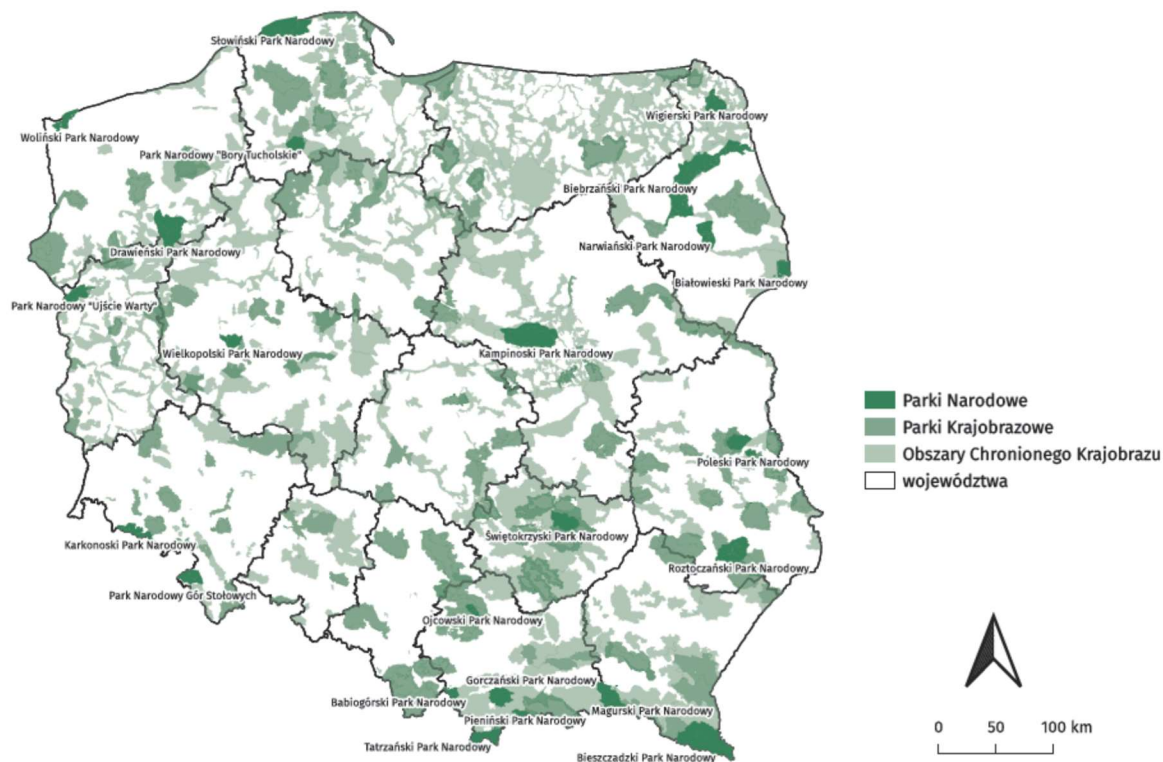 Słowiński Park Narodowy
Wigierski Park Narodowy
Woliński Park Narodowy
Park Narodowy "Bory Tucholskie"
Biebrzański Park Narodowy
Narwiański Park Narodowy
Drawieński Park Narodowy
Białowieski Park Narodowy
Park Narodowy "Ujście Warty"
Wielkopolski Park Narodowy
Kampinoski Park Narodowy
Parki Narodowe
Parki Krajobrazowe
Obszary Chronionego Krajobrazu
województwa
Poleski Park Narodowy
Świętokrzyski Park Narodowy
Karkonoski Park Narodowy
Roztoczański Park Narodowy
Park Narodowy Gór Stołowych
Ojcowski Park Narodowy
Gorczański Park Narodowy
Babiogórski Park Narodowy
Magurski Park Narodowy
Pieniński Park Narodowy
Tatrzański Park Narodowy
Bieszczadzki Park Narodowy
0 50 100 km